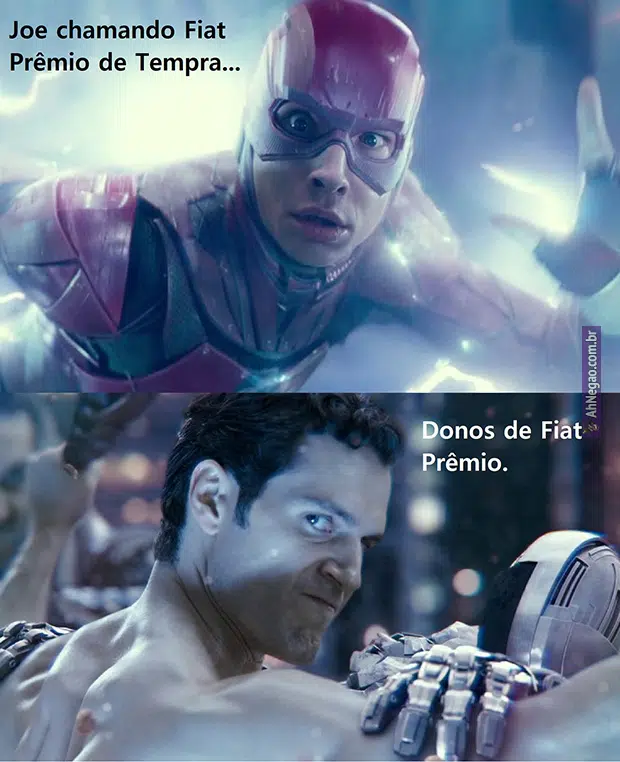 Joe chamando Fiat
Prêmio de Tempra...
AhNegao.com.br
Donos de Fiat
Prêmio.